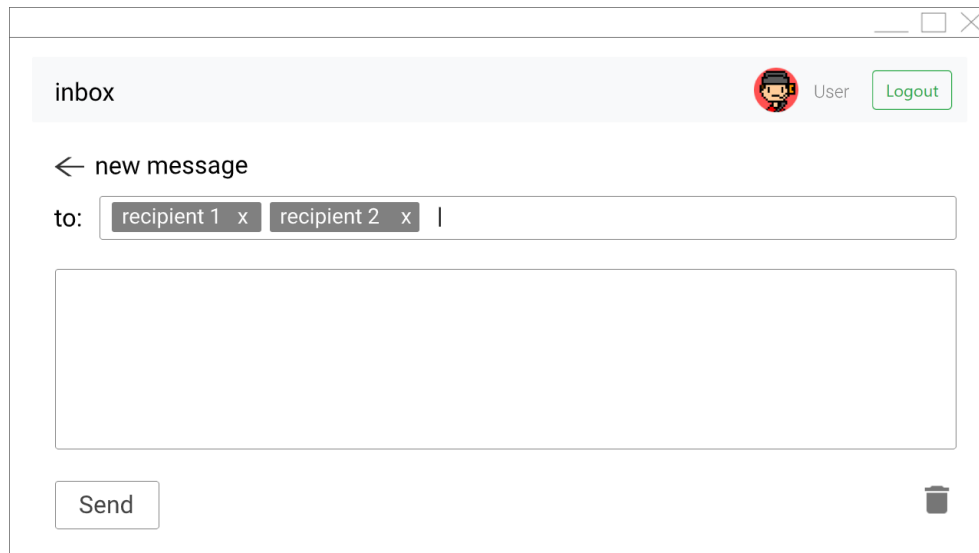 inbox User Logout
new message
to: recipient 1 x recipient 2 x
Send